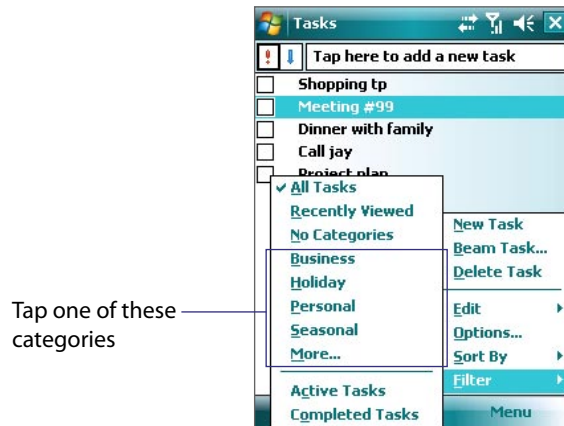 Tasks
Tap here to add a new task
Shopping tp
Meeting #99
Dinner with family
Call jay
Project plan
All Tasks
Recently Viewed
No Categories
Business
Holiday
Personal
Seasonal
More...
Active Tasks
Completed Tasks
New Task
Beam Task...
Delete Task
Edit
Options...
Sort By
Filter
Menu
Tap one of these
categories